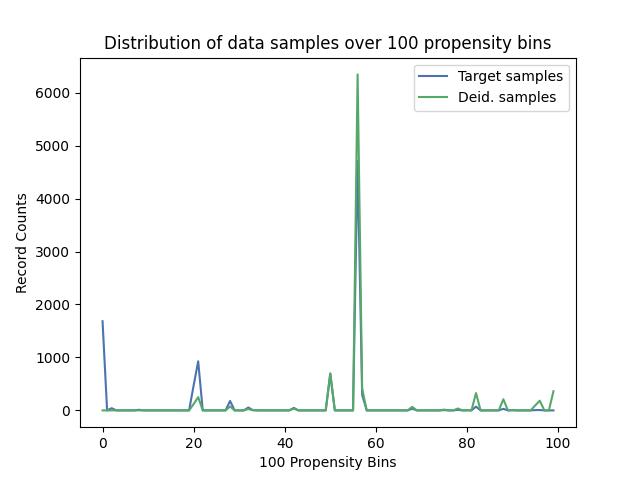 Distribution of data samples over 100 propensity bins
Target samples
Deid. samples
6000
5000
4000
3000
2000
1000
0
Record Counts
0 20 40 60 80 100
100 Propensity Bins